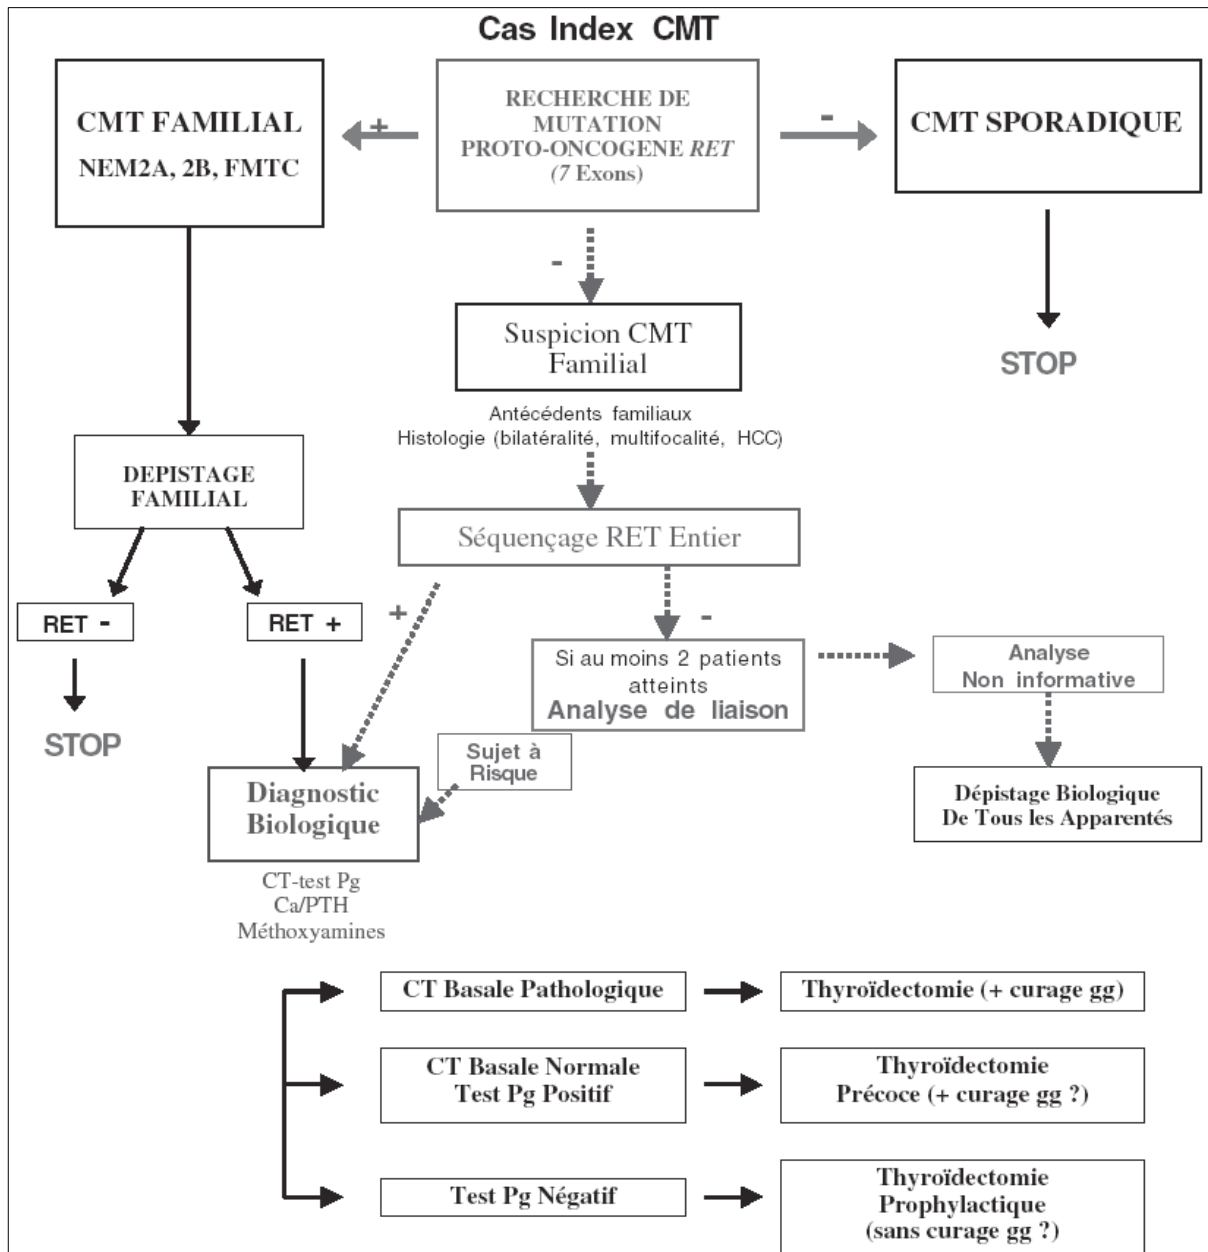 Cas Index CMT
CMT FAMILIAL
NEM2A, 2B, FMTC
+
RECHERCHE DE
MUTATION
PROTO-ONCOGENE RET
(7 Exons)
-
CMT SPORADIQUE
STOP
-
Suspicion CMT
Familial
Antécédents familiaux
Histologie (bilatéralité, multifocalité, HCC)
DEPISTAGE
FAMILIAL
Séquençage RET Entier
RET -
RET +
STOP
+
-
Si au moins 2 patients
atteints
Analyse de liaison
Analyse
Non informative
Sujet à
Risque
Diagnostic
Biologique
Dépistage Biologique
De Tous les Apparentés
CT-test Pg
Ca/PTH
Méthoxyamines
CT Basale Pathologique
Thyroïdectomie (+ curage gg)
CT Basale Normale
Test Pg Positif
Thyroïdectomie
Précoce (+ curage gg ?)
Test Pg Négatif
Thyroïdectomie
Prophylactique
(sans curage gg ?)